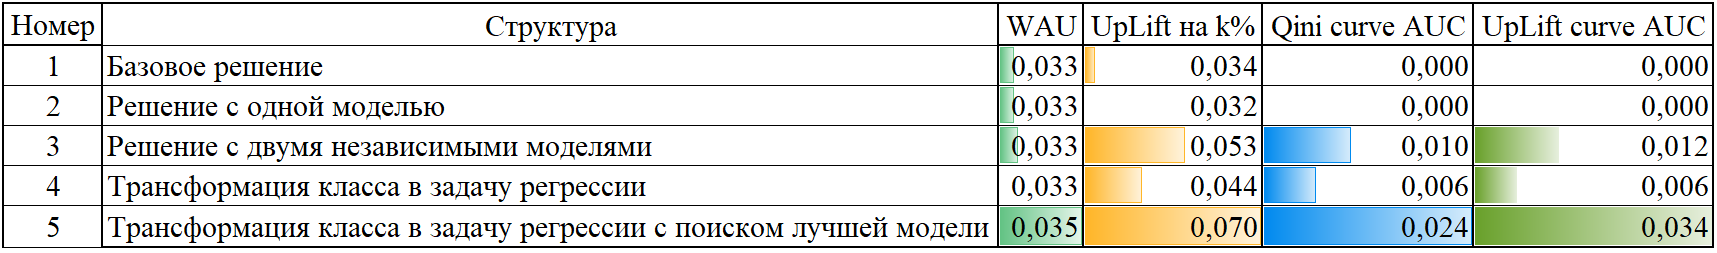 Номер Структура WAU UpLift на k% Qini curve AUC UpLift curve AUC
1 Базовое решение 0,033 0,034 0,000 0,000
2 Решение с одной моделью 0,033 0,032 0,000 0,000
3 Решение с двумя независимыми моделями 0,033 0,053 0,010 0,012
4 Трансформация класса в задачу регрессии 0,033 0,044 0,006 0,006
5 Трансформация класса в задачу регрессии с поиском лучшей модели 0,035 0,070 0,024 0,034